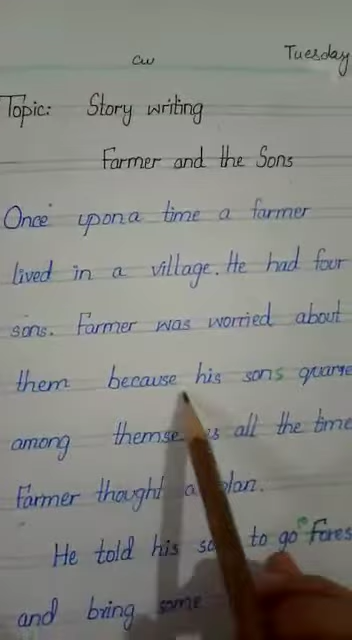 cw Tuesday
Topic: Story writing
Farmer and the Sons
Once upon a time a farmer
lived in a village. He had four
sons. Farmer was worried about
them because his sons
among all the time
Farmer thought a plan.
He told his to go
and bring some